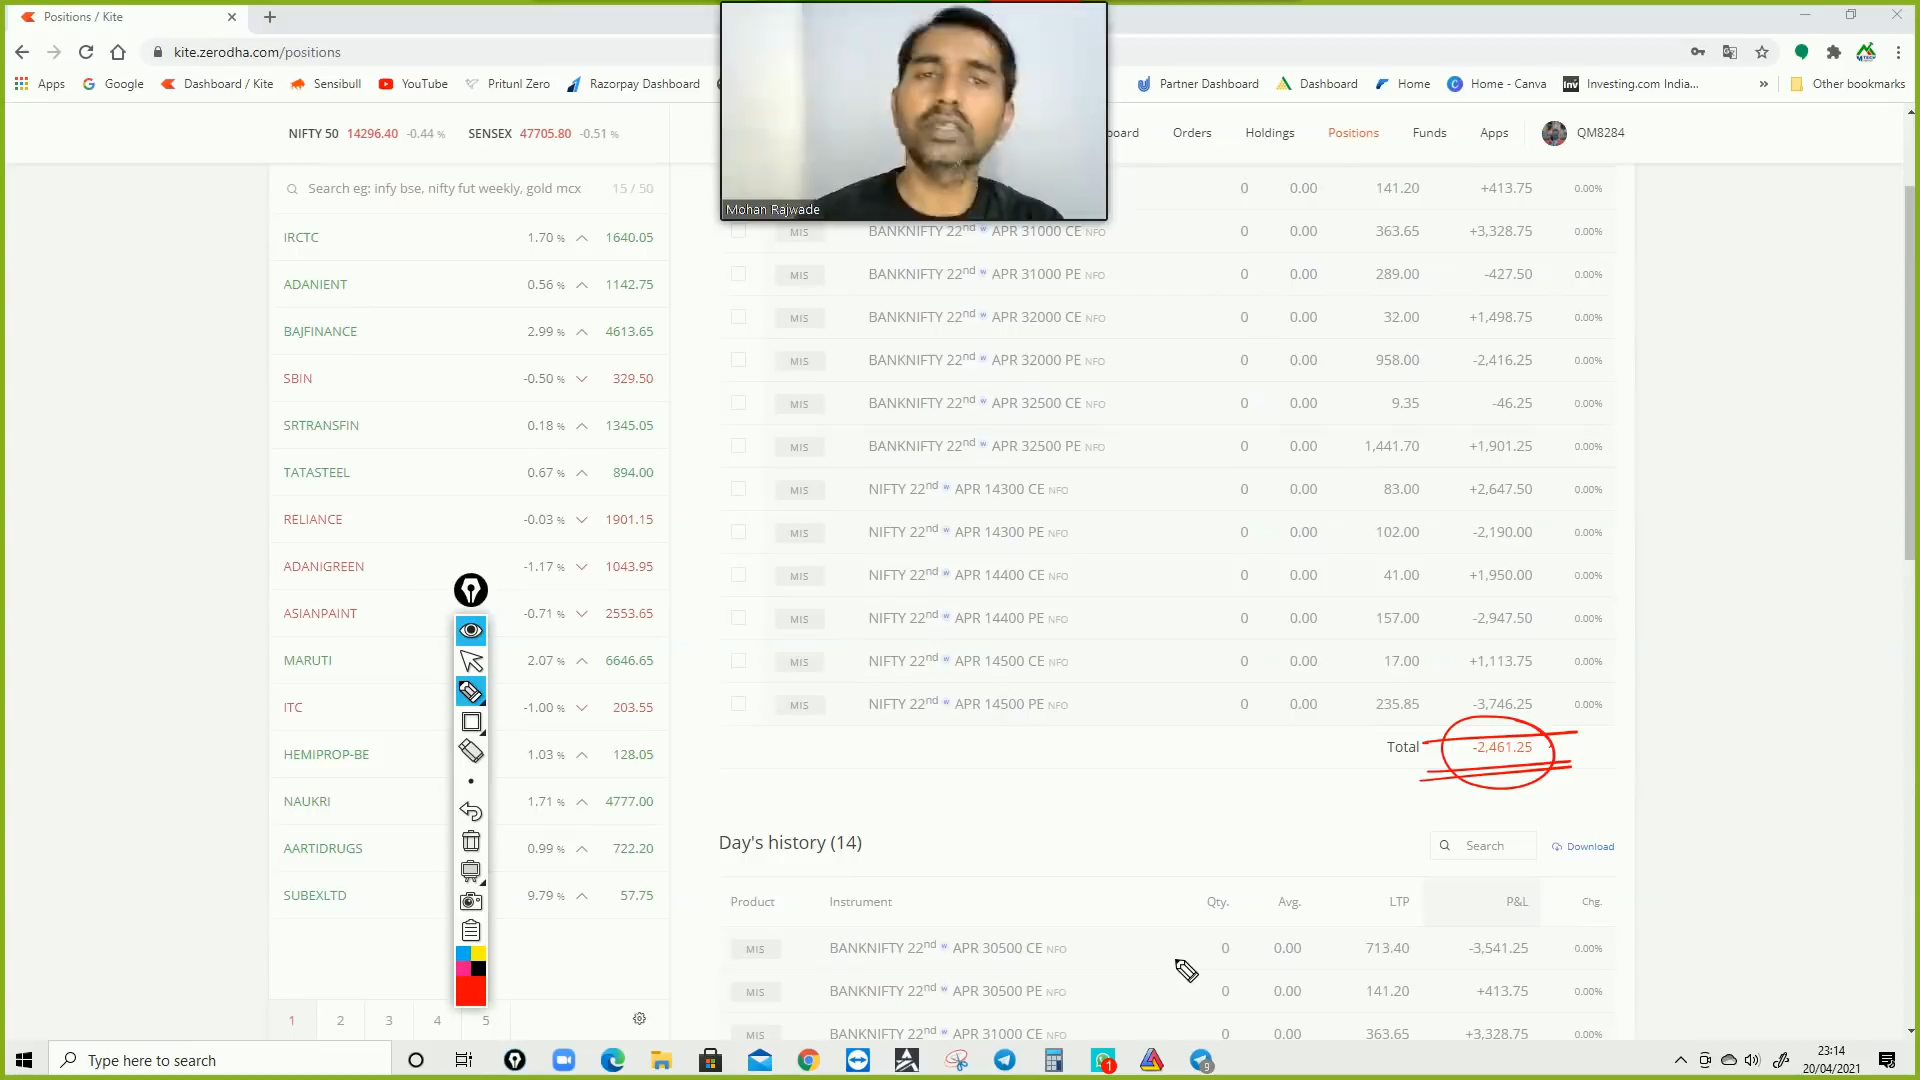 Positions / Kite
kite.zerodha.com/positions
Apps Google Dashboard / Kite Sensibull YouTube Pritunl Zero Razorpay Dashboard Partner Dashboard Dashboard Home Home - Canva Investing.com India... » Other bookmarks
NIFTY 50 14296.40 -0.44 % SENSEX 47705.80 -0.51 %
board Orders Holdings Positions Funds Apps QM8284
Search eg: infy bse, nifty fut weekly, gold mcx 15 / 50
IRCTC 1.70 % 1640.05
ADANIENT 0.56 % 1142.75
BAJFINANCE 2.99 % 4613.65
SBIN -0.50 % 329.50
SRTRANSFIN 0.18 % 1345.05
TATASTEEL 0.67 % 894.00
RELIANCE -0.03 % 1901.15
ADANIGREEN -1.17 % 1043.95
ASIANPAINT -0.71 % 2553.65
MARUTI 2.07 % 6646.65
ITC -1.00 % 203.55
HEMIPROP-BE 1.03 % 128.05
NAUKRI 1.71 % 4777.00
AARTIDRUGS 0.99 % 722.20
SUBEXLTD 9.79 % 57.75
1 2 3 4 5
Mohan Rajwade
0 0.00 141.20 +413.75 0.00%
MIS BANKNIFTY 22nd w APR 31000 CE NFO 0 0.00 363.65 +3,328.75 0.00%
MIS BANKNIFTY 22nd w APR 31000 PE NFO 0 0.00 289.00 -427.50 0.00%
MIS BANKNIFTY 22nd w APR 32000 CE NFO 0 0.00 32.00 +1,498.75 0.00%
MIS BANKNIFTY 22nd w APR 32000 PE NFO 0 0.00 958.00 -2,416.25 0.00%
MIS BANKNIFTY 22nd w APR 32500 CE NFO 0 0.00 9.35 -46.25 0.00%
MIS BANKNIFTY 22nd w APR 32500 PE NFO 0 0.00 1,441.70 +1,901.25 0.00%
MIS NIFTY 22nd w APR 14300 CE NFO 0 0.00 83.00 +2,647.50 0.00%
MIS NIFTY 22nd w APR 14300 PE NFO 0 0.00 102.00 -2,190.00 0.00%
MIS NIFTY 22nd w APR 14400 CE NFO 0 0.00 41.00 +1,950.00 0.00%
MIS NIFTY 22nd w APR 14400 PE NFO 0 0.00 157.00 -2,947.50 0.00%
MIS NIFTY 22nd w APR 14500 CE NFO 0 0.00 17.00 +1,113.75 0.00%
MIS NIFTY 22nd w APR 14500 PE NFO 0 0.00 235.85 -3,746.25 0.00%
Total -2,461.25
Day's history (14) Search Download
Product Instrument Qty. Avg. LTP P&L Chg.
MIS BANKNIFTY 22nd w APR 30500 CE NFO 0 0.00 713.40 -3,541.25 0.00%
MIS BANKNIFTY 22nd w APR 30500 PE NFO 0 0.00 141.20 +413.75 0.00%
MIS BANKNIFTY 22nd w APR 31000 CE NFO 0 0.00 363.65 +3,328.75 0.00%
Type here to search
1
9
23:14
20/04/2021